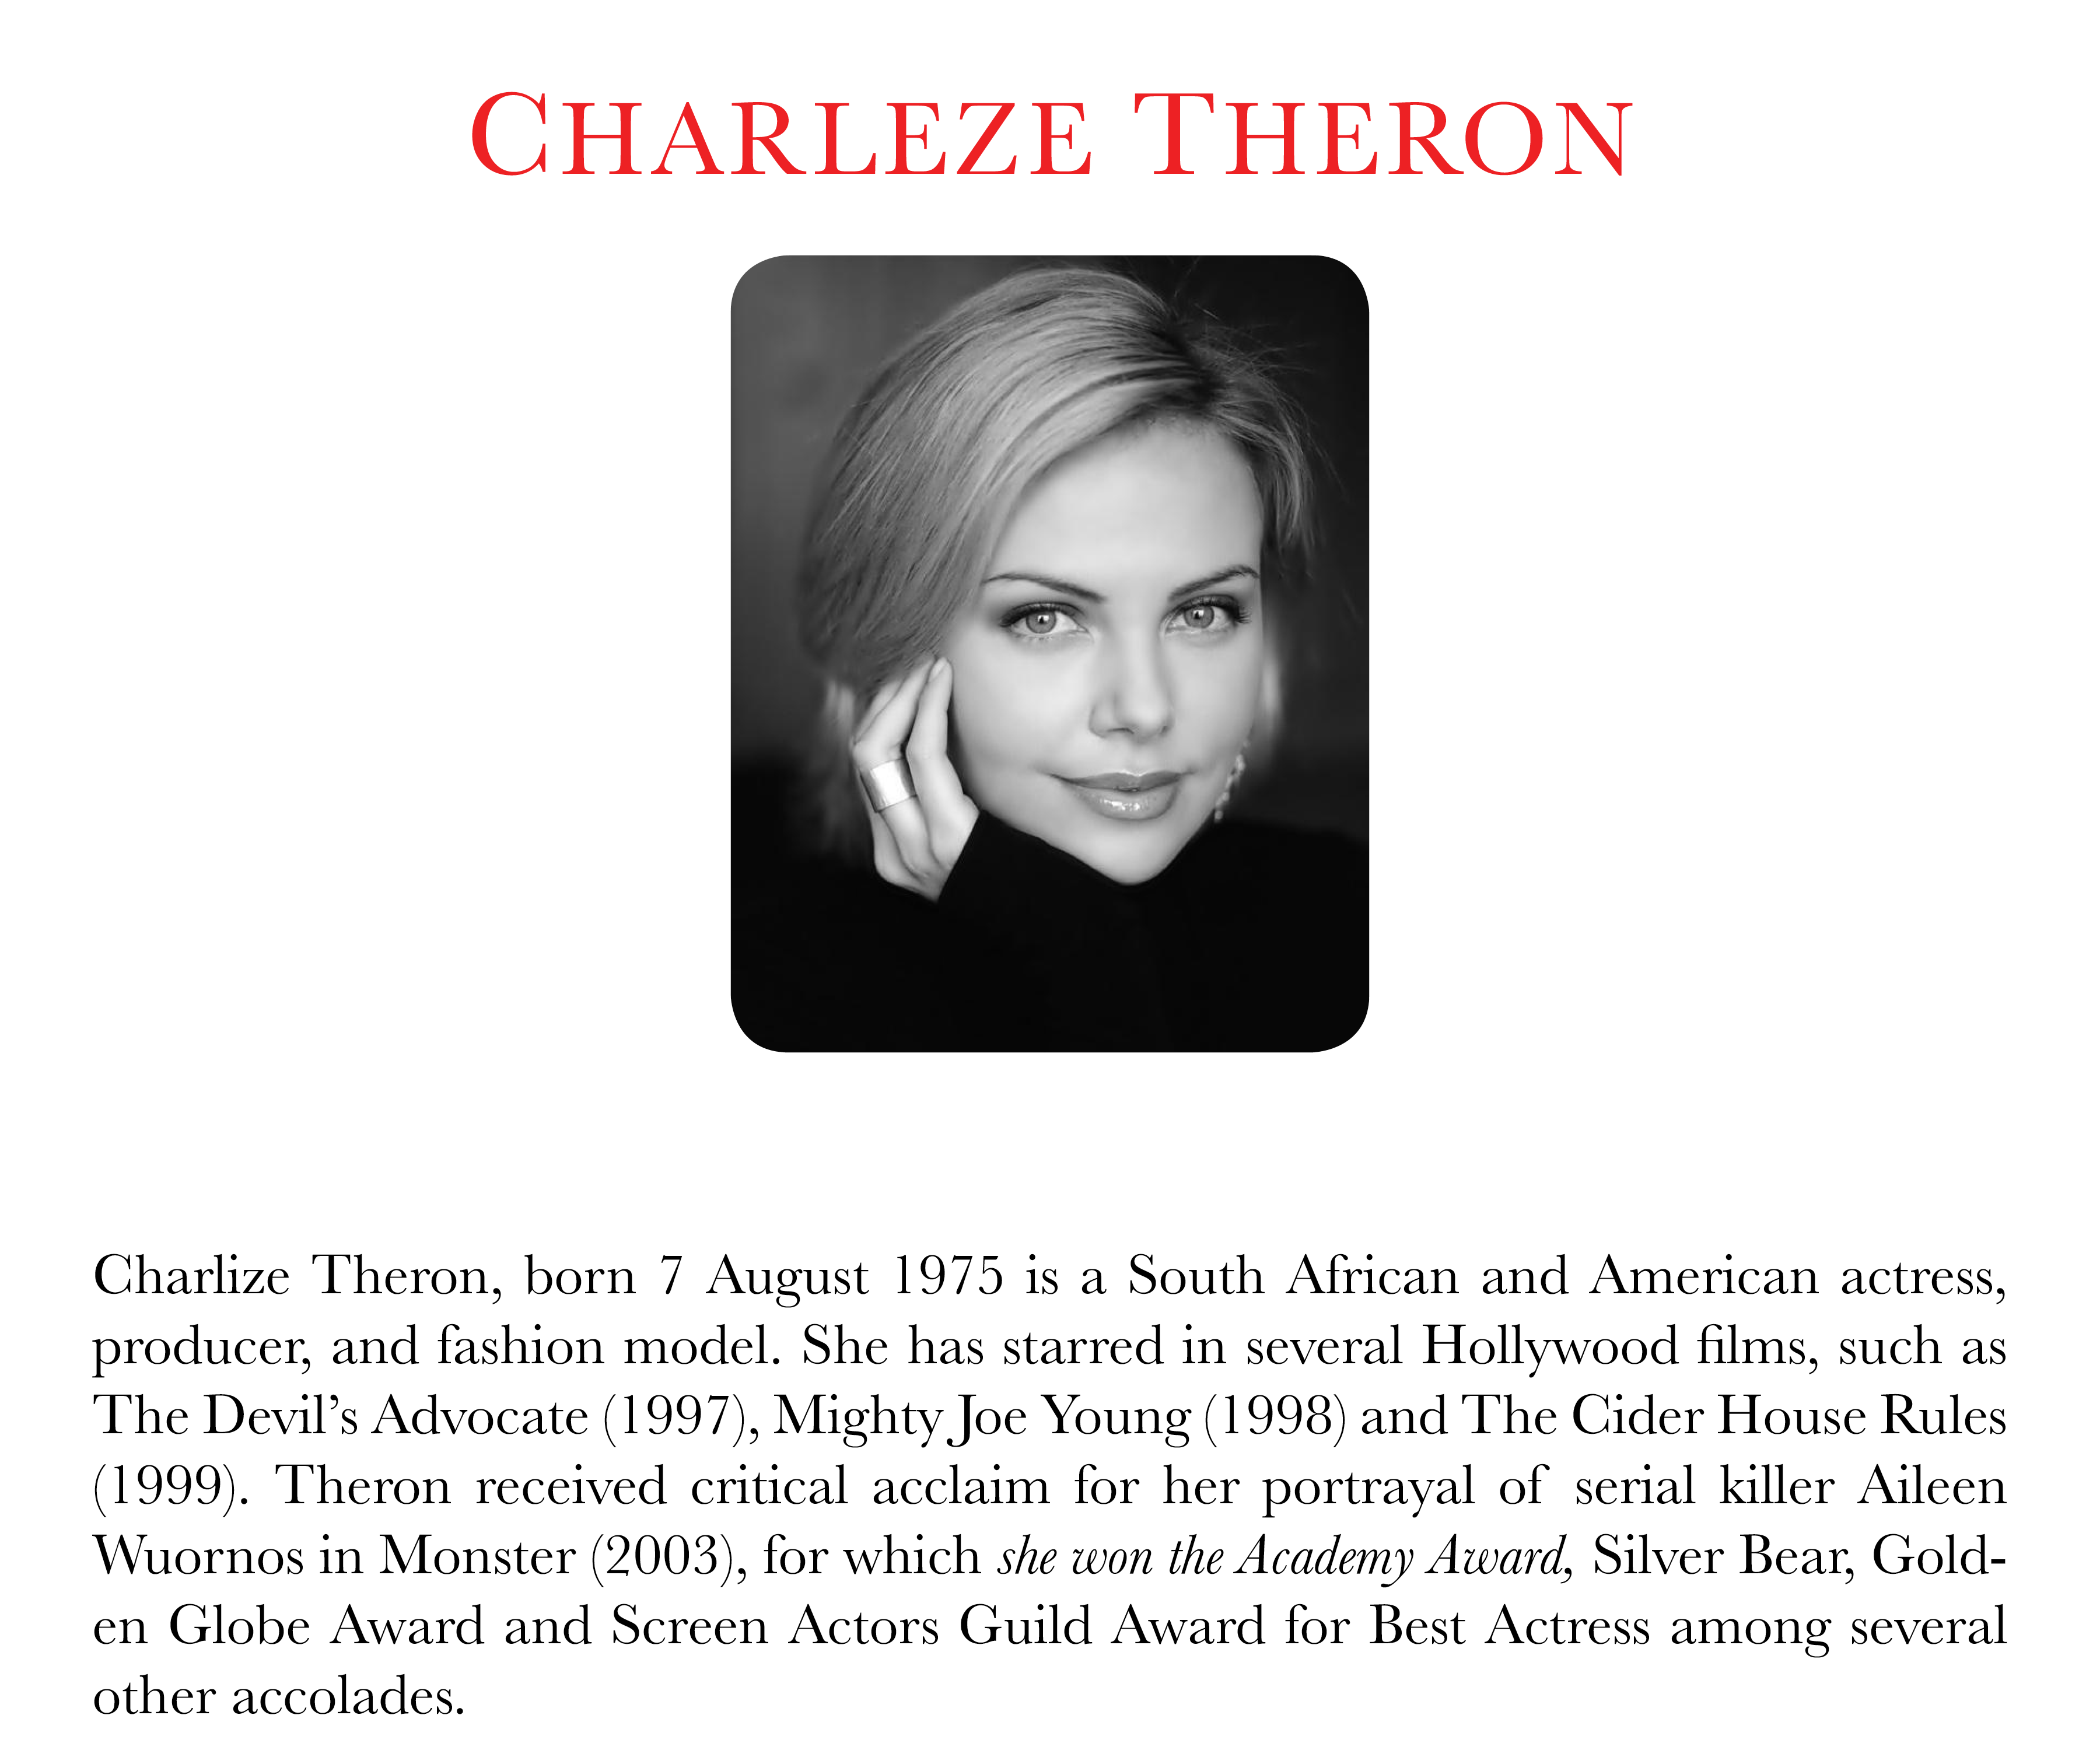 CHARLEZE THERON
Charlize Theron, born 7 August 1975 is a South African and American actress,
producer, and fashion model. She has starred in several Hollywood films, such as
The Devil’s Advocate (1997), Mighty Joe Young (1998) and The Cider House Rules
(1999). Theron received critical acclaim for her portrayal of serial killer Aileen
Wuornos in Monster (2003), for which she won the Academy Award, Silver Bear, Gold-
en Globe Award and Screen Actors Guild Award for Best Actress among several
other accolades.